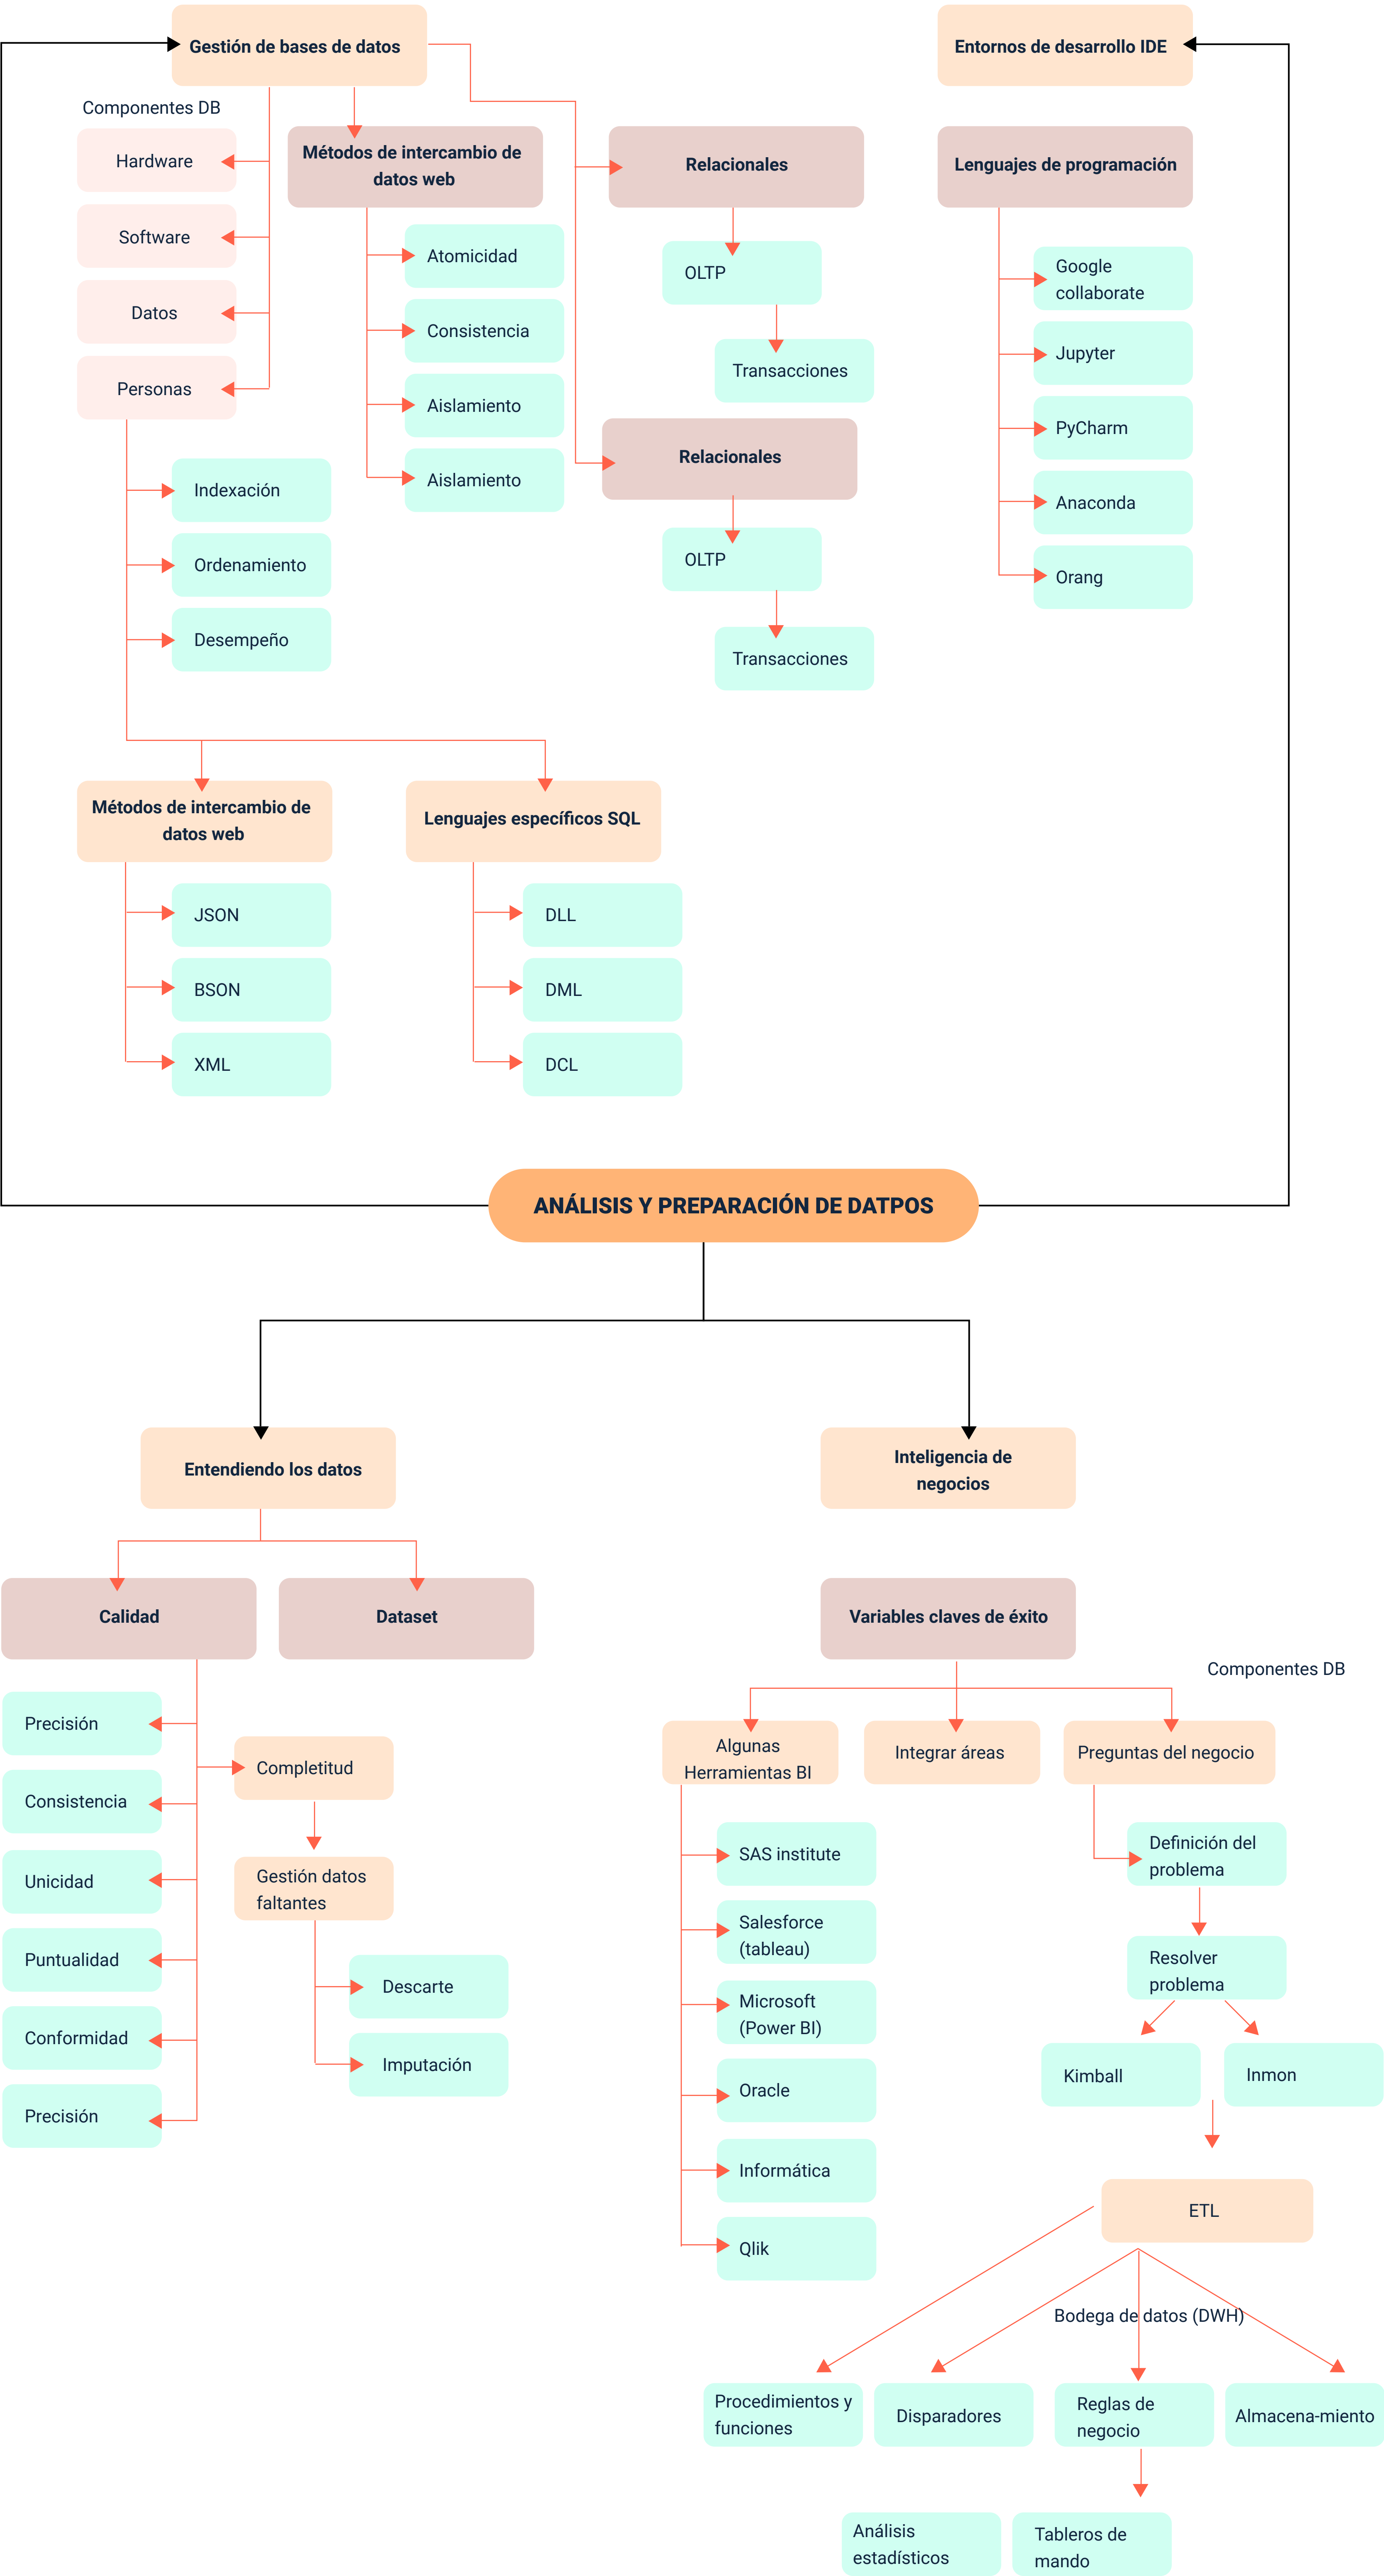 Gestión de bases de datos
Componentes DB
Hardware
Software
Datos
Personas
Indexación
Ordenamiento
Desempeño
Métodos de intercambio de
datos web
Atomicidad
Consistencia
Aislamiento
Aislamiento
Relacionales
OLTP
Transacciones
Relacionales
OLTP
Transacciones
Entornos de desarrollo IDE
Lenguajes de programación
Google
collaborate
Jupyter
PyCharm
Anaconda
Orang
Métodos de intercambio de
datos web
JSON
BSON
XML
Lenguajes específicos SQL
DLL
DML
DCL
ANÁLISIS Y PREPARACIÓN DE DATPOS
Entendiendo los datos
Calidad
Dataset
Precisión
Consistencia
Unicidad
Puntualidad
Conformidad
Precisión
Completitud
Gestión datos
faltantes
Descarte
Imputación
Inteligencia de
negocios
Variables claves de éxito
Componentes DB
Algunas
Herramientas BI
Integrar áreas
Preguntas del negocio
SAS institute
Salesforce
(tableau)
Microsoft
(Power BI)
Oracle
Informática
Qlik
Definición del
problema
Resolver
problema
Kimball
Inmon
ETL
Bodega de datos (DWH)
Procedimientos y
funciones
Disparadores
Reglas de
negocio
Almacena-miento
Análisis
estadísticos
Tableros de
mando